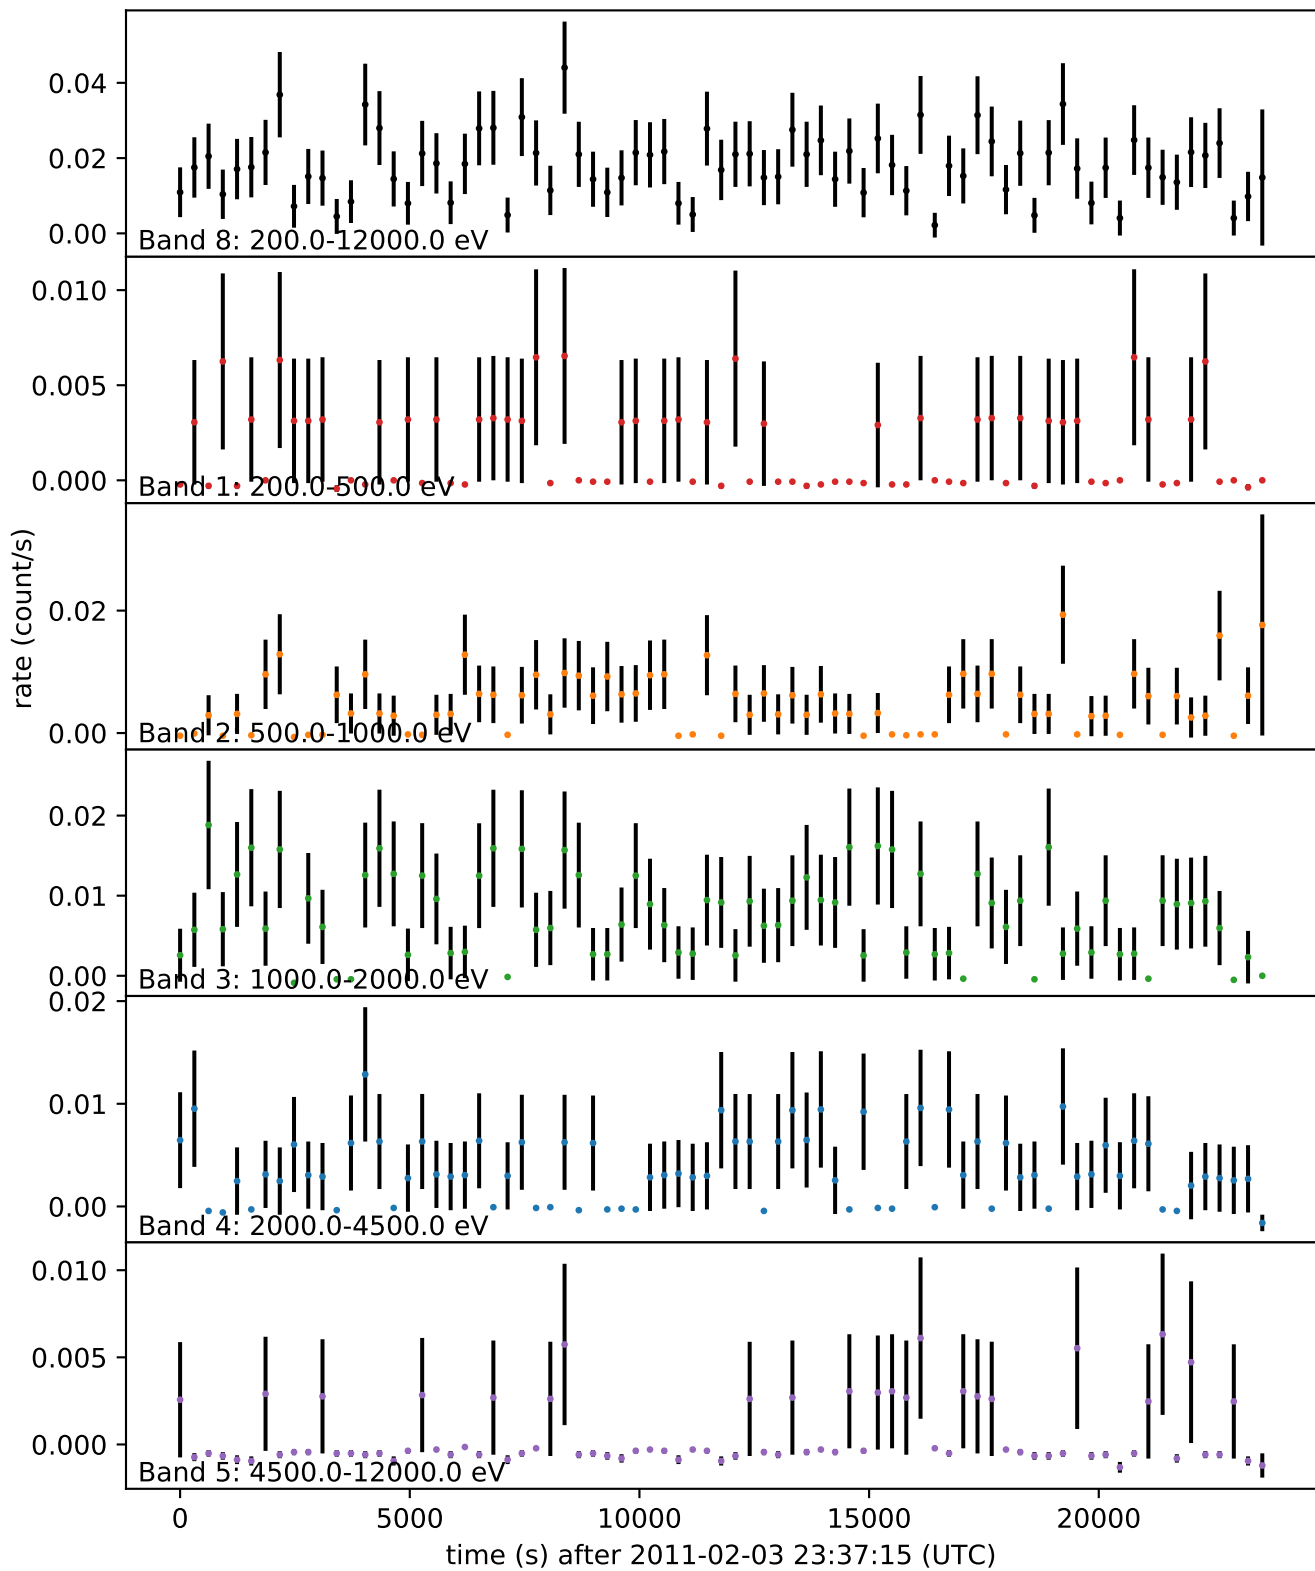 0.04
0.02
0.00
Band 8: 200.0-12000.0 eV
0.010
0.005
0.000
Band 1: 200.0-500.0 eV
0.02
0.00
Band 2: 500.0-1000.0 eV
rate (count/s)
0.02
0.01
0.00
Band 3: 1000.0-2000.0 eV
0.02
0.01
0.00
Band 4: 2000.0-4500.0 eV
0.010
0.005
0.000
Band 5: 4500.0-12000.0 eV
0 5000 10000 15000 20000
time (s) after 2011-02-03 23:37:15 (UTC)